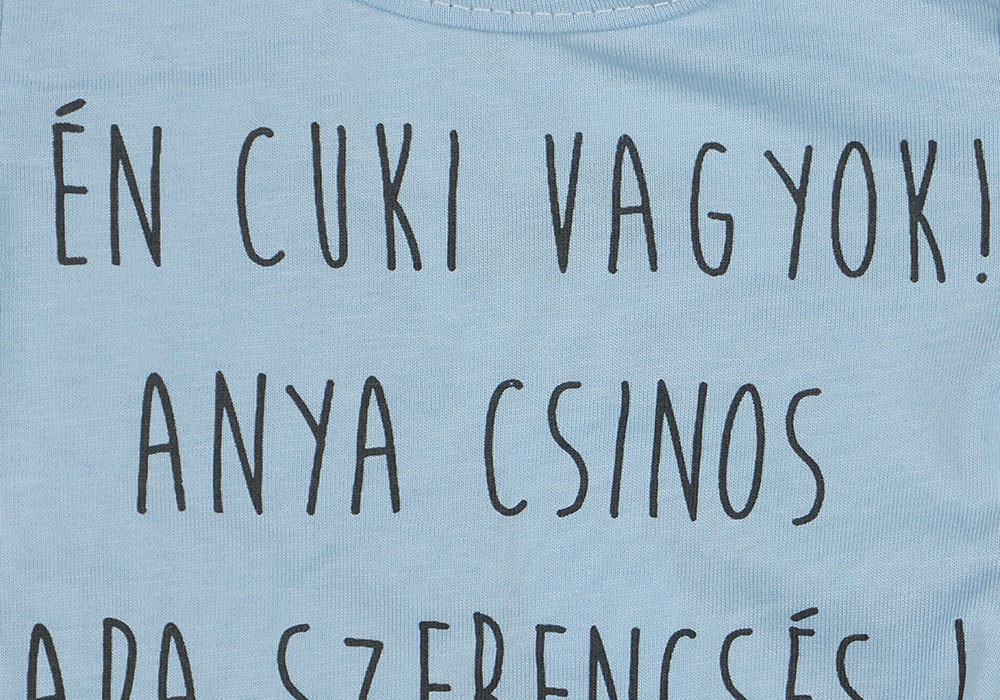 ÉN CUKI VAGYOK!
ANYA CSINOS
APA SZERENCSÉS !